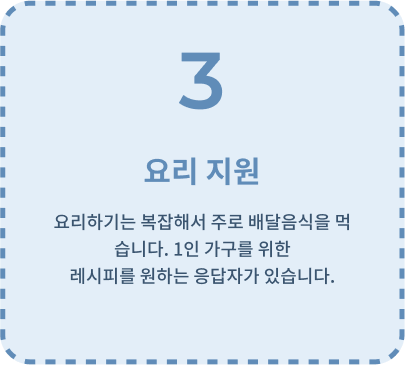 3
요리 지원
요리하기는 복잡해서 주로 배달음식을 먹
습니다. 1인 가구를 위한
레시피를 원하는 응답자가 있습니다.